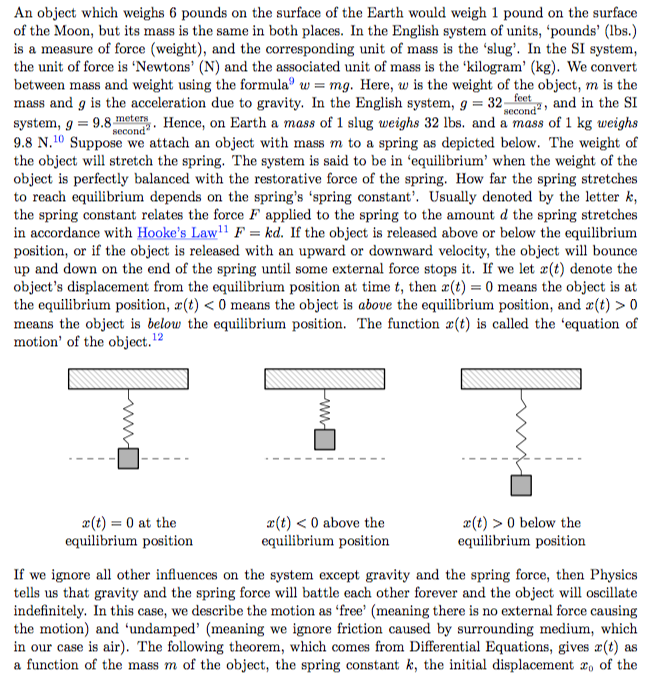 An object which weighs 6 pounds on the surface of the Earth would weigh 1 pound on the surface
of the Moon, but its mass is the same in both places. In the English system of units, ‘pounds’ (lbs.)
is a measure of force (weight), and the corresponding unit of mass is the ‘slug’. In the SI system,
the unit of force is ‘Newtons’ (N) and the associated unit of mass is the ‘kilogram’ (kg). We convert
between mass and weight using the formula⁹ w = mg. Here, w is the weight of the object, m is the
mass and g is the acceleration due to gravity. In the English system, g = 32 feet/second², and in the SI
system, g = 9.8 meters/second². Hence, on Earth a mass of 1 slug weighs 32 lbs. and a mass of 1 kg weighs
9.8 N.¹⁰ Suppose we attach an object with mass m to a spring as depicted below. The weight of
the object will stretch the spring. The system is said to be in ‘equilibrium’ when the weight of the
object is perfectly balanced with the restorative force of the spring. How far the spring stretches
to reach equilibrium depends on the spring’s ‘spring constant’. Usually denoted by the letter k,
the spring constant relates the force F applied to the spring to the amount d the spring stretches
in accordance with Hooke’s Law¹¹ F = kd. If the object is released above or below the equilibrium
position, or if the object is released with an upward or downward velocity, the object will bounce
up and down on the end of the spring until some external force stops it. If we let x(t) denote the
object’s displacement from the equilibrium position at time t, then x(t) = 0 means the object is at
the equilibrium position, x(t) < 0 means the object is above the equilibrium position, and x(t) > 0
means the object is below the equilibrium position. The function x(t) is called the ‘equation of
motion’ of the object.¹²
x(t) = 0 at the
equilibrium position
x(t) < 0 above the
equilibrium position
x(t) > 0 below the
equilibrium position
If we ignore all other influences on the system except gravity and the spring force, then Physics
tells us that gravity and the spring force will battle each other forever and the object will oscillate
indefinitely. In this case, we describe the motion as ‘free’ (meaning there is no external force causing
the motion) and ‘undamped’ (meaning we ignore friction caused by surrounding medium, which
in our case is air). The following theorem, which comes from Differential Equations, gives x(t) as
a function of the mass m of the object, the spring constant k, the initial displacement x₀ of the